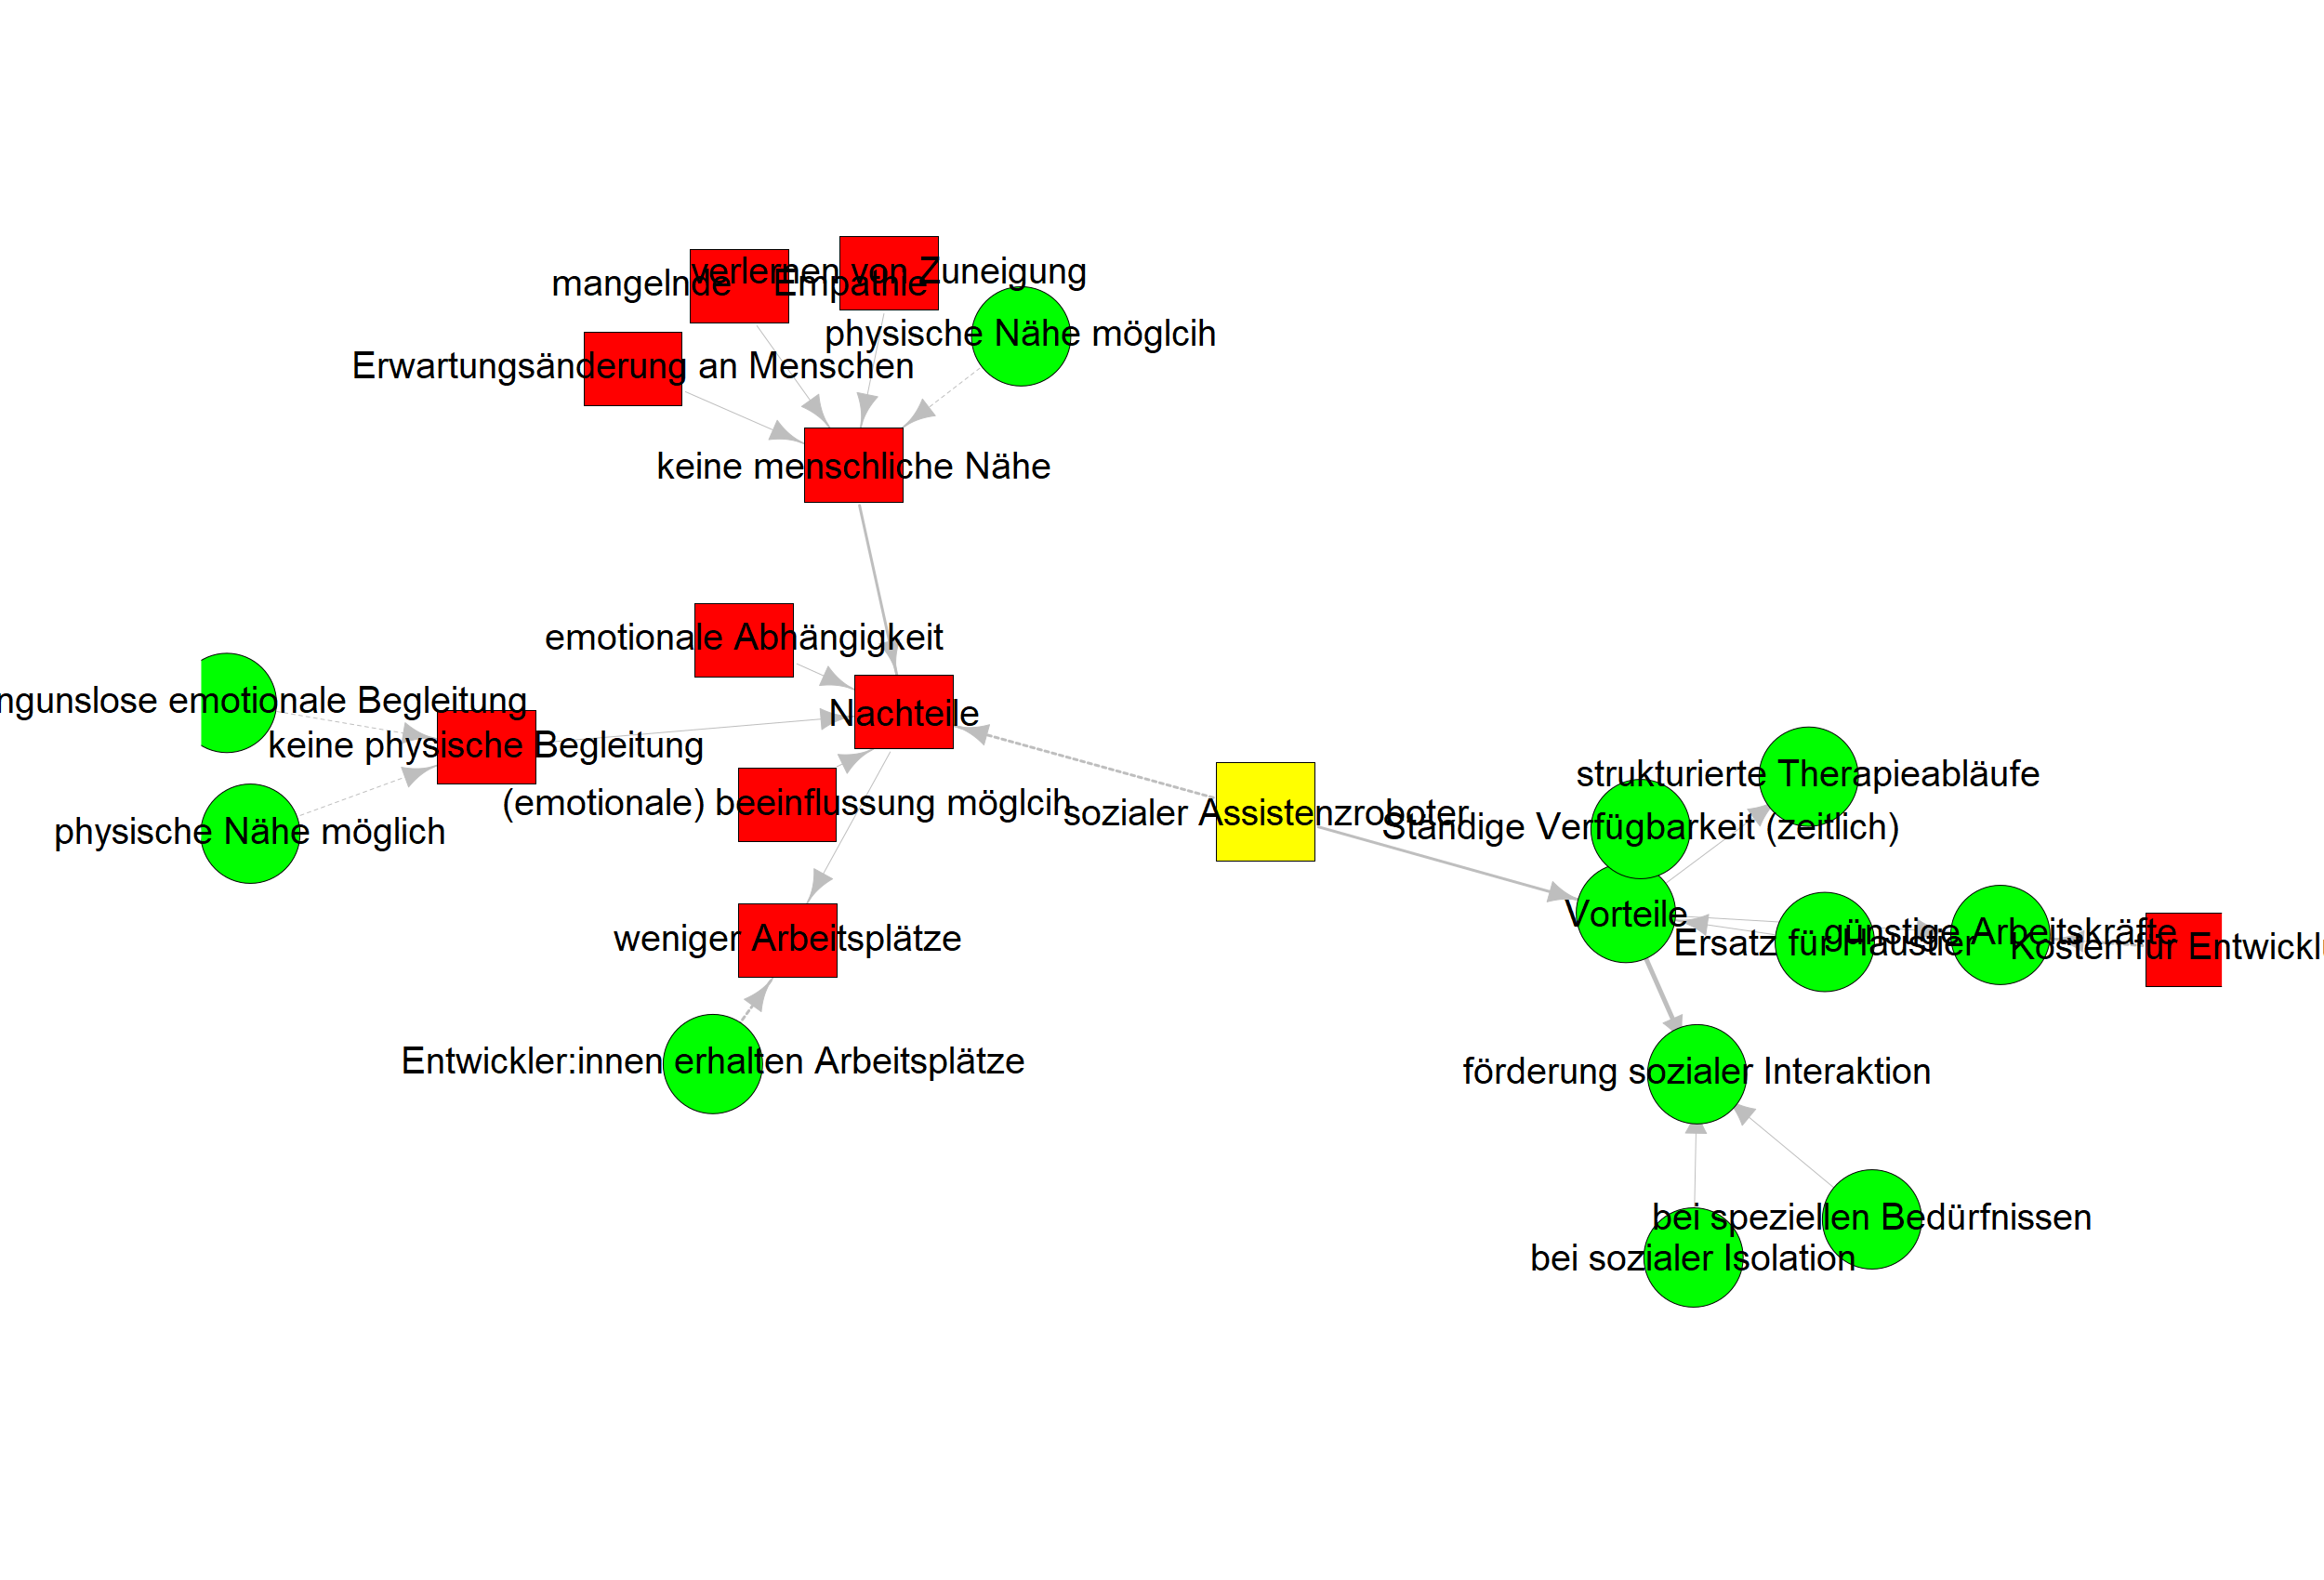 verlernen von Zuneigung
mangelnde Empathie
physische Nähe möglcih
Erwartungsänderung an Menschen
keine menschliche Nähe
emotionale Abhängigkeit
emotionale Begleitung
Nachteile
keine physische Begleitung
(emotionale) beeinflussung möglcih
physische Nähe möglich
sozialer Assistenzroboter
strukturierte Therapieabläufe
Ständige Verfügbarkeit (zeitlich)
Vorteile
günstige Arbeitskräfte
Ersatz für Haustier
Kosten für
weniger Arbeitsplätze
Entwickler:innen erhalten Arbeitsplätze
förderung sozialer Interaktion
bei speziellen Bedürfnissen
bei sozialer Isolation